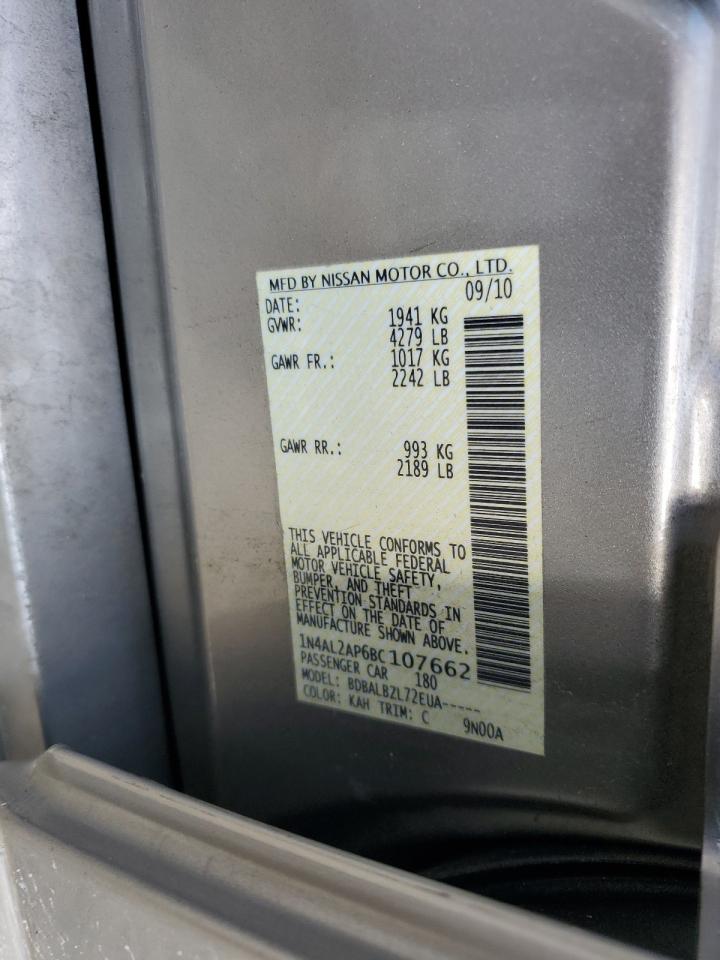 MFD BY NISSAN MOTOR CO., LTD.
DATE: 09/10
GVWR: 1941 KG
4279 LB
GAWR FR.: 1017 KG
2242 LB
GAWR RR.: 993 KG
2189 LB
THIS VEHICLE CONFORMS TO
ALL APPLICABLE FEDERAL
MOTOR VEHICLE SAFETY,
BUMPER, AND THEFT
PREVENTION STANDARDS IN
EFFECT ON THE DATE OF
MANUFACTURE SHOWN ABOVE.
1N4AL2AP6BC107662
PASSENGER CAR 180
MODEL: BDBALB2L72EUA-----
COLOR: KAH TRIM: C 9N00A